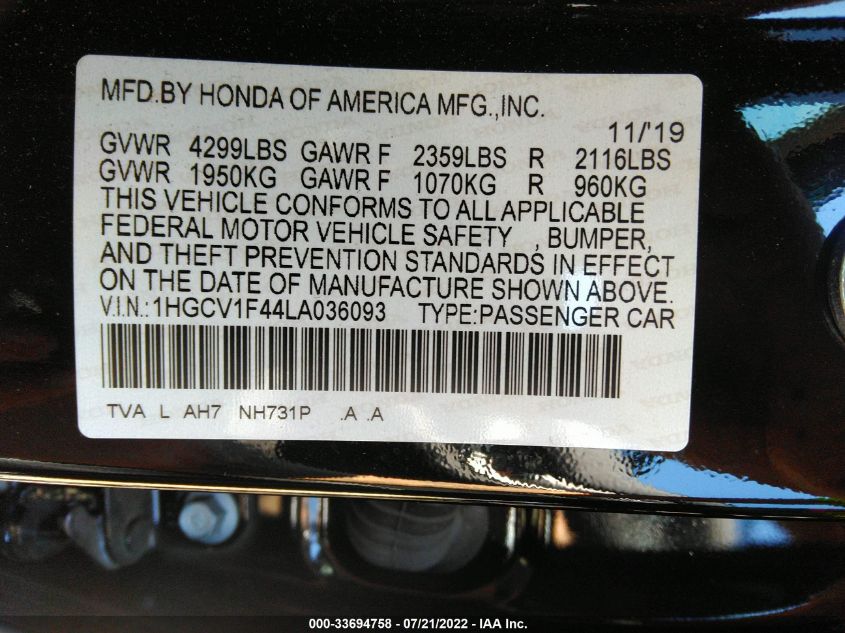 MFD.BY HONDA OF AMERICA MFG.,INC.
11/'19
GVWR 4299LBS GAWR F 2359LBS R 2116LBS
GVWR 1950KG GAWR F 1070KG R 960KG
THIS VEHICLE CONFORMS TO ALL APPLICABLE
FEDERAL MOTOR VEHICLE SAFETY , BUMPER,
AND THEFT PREVENTION STANDARDS IN EFFECT
ON THE DATE OF MANUFACTURE SHOWN ABOVE.
V.I.N.:1HGCV1F44LA036093 TYPE:PASSENGER CAR
TVA L AH7 NH731P .A .A
000-33694758 - 07/21/2022 - IAA Inc.